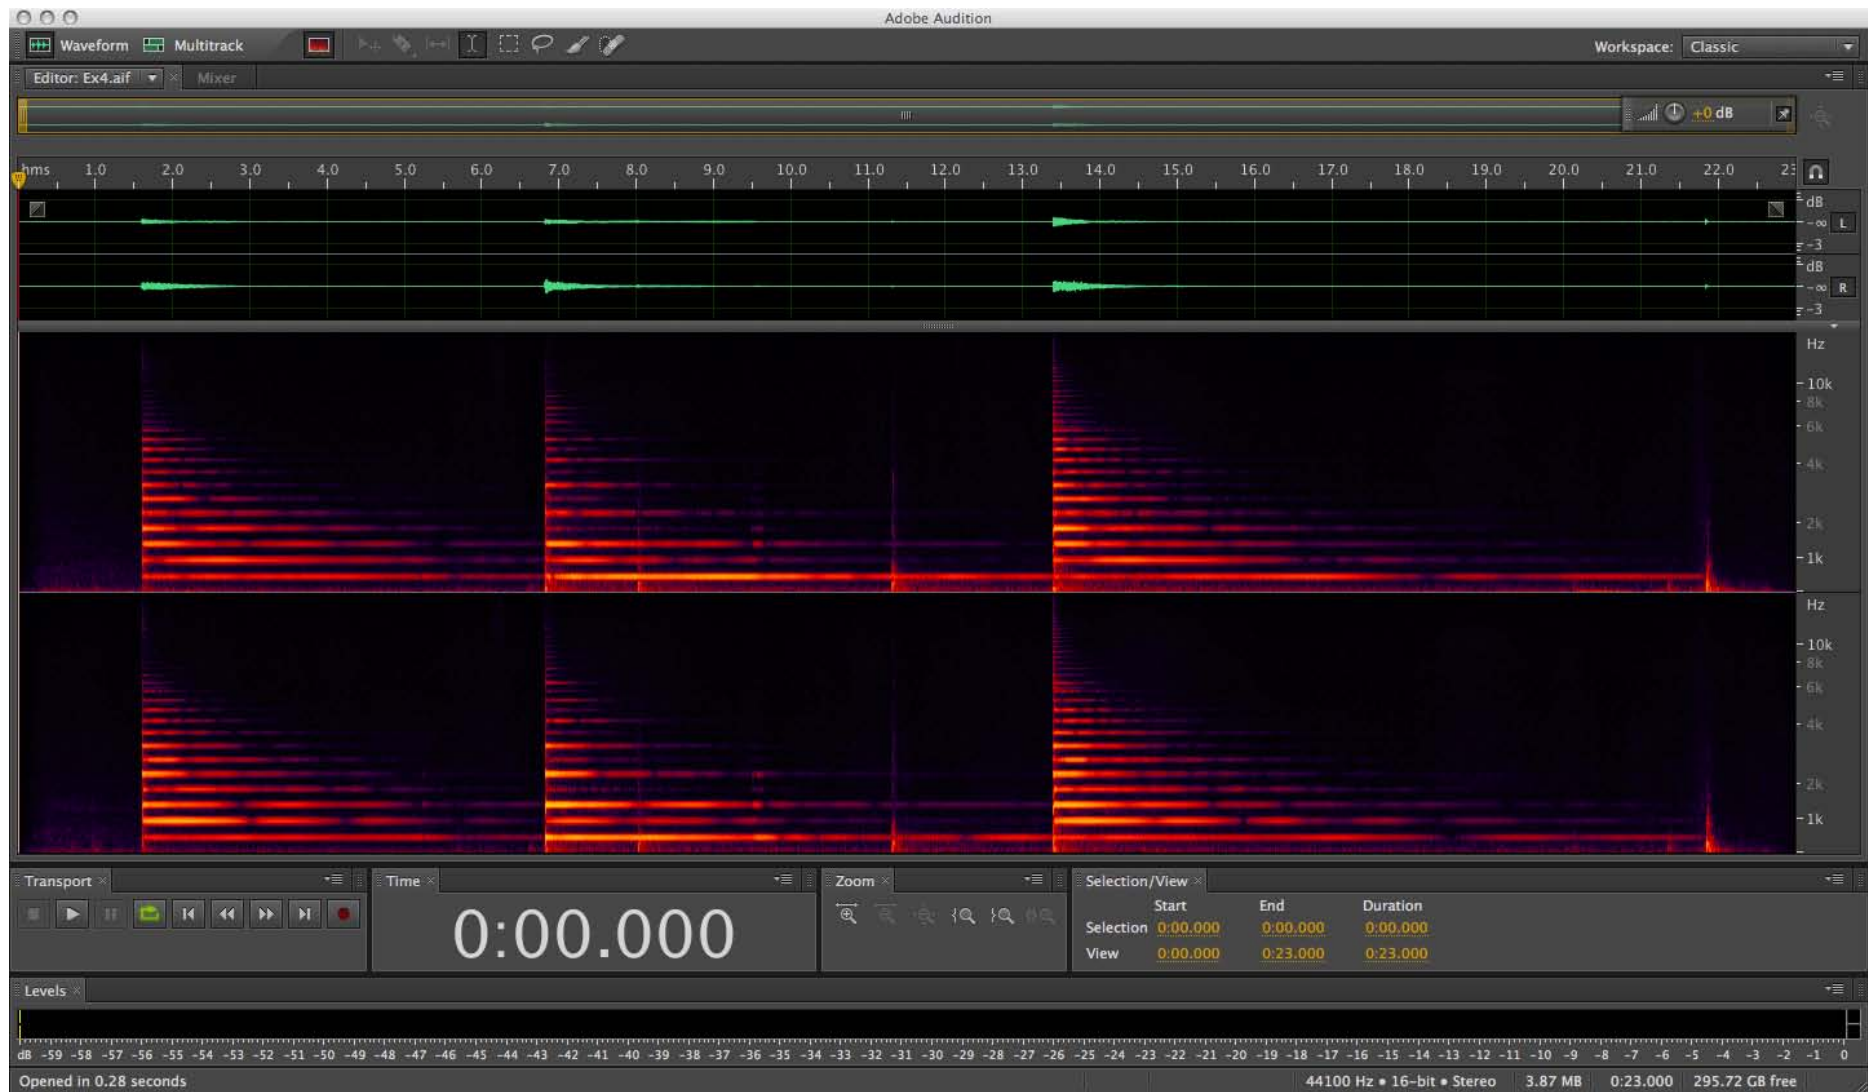 Adobe Audition
Waveform Multitrack Workspace: Classic
Editor: Ex4.aif Mixer
+0 dB
hms 1.0 2.0 3.0 4.0 5.0 6.0 7.0 8.0 9.0 10.0 11.0 12.0 13.0 14.0 15.0 16.0 17.0 18.0 19.0 20.0 21.0 22.0
dB
-∞ L
-3
dB
-∞ R
-3
Hz
10k
8k
6k
4k
2k
1k
Hz
10k
8k
6k
4k
2k
1k
Transport Time Zoom Selection/View
Start End Duration
Selection 0:00.000 0:00.000 0:00.000
View 0:00.000 0:23.000 0:23.000
0:00.000
Levels
dB -59 -58 -57 -56 -55 -54 -53 -52 -51 -50 -49 -48 -47 -46 -45 -44 -43 -42 -41 -40 -39 -38 -37 -36 -35 -34 -33 -32 -31 -30 -29 -28 -27 -26 -25 -24 -23 -22 -21 -20 -19 -18 -17 -16 -15 -14 -13 -12 -11 -10 -9 -8 -7 -6 -5 -4 -3 -2 -1 0
Opened in 0.28 seconds 44100 Hz • 16-bit • Stereo 3.87 MB 0:23.000 295.72 GB free